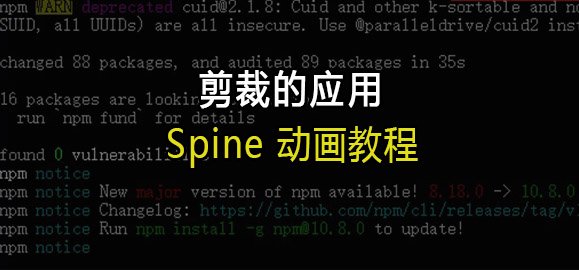 npm WARN deprecated cuid@2.1.8: Cuid and other k-sortable and no
SUID, all UUIDs) are all insecure. Use @paralleldrive/cuid2 inst
changed 88 packages, and audited 89 packages in 35s
剪裁的应用
16 packages are looking
run `npm fund` for details
Spine 动画教程
found 0 vulnerabili
npm notice
npm notice New major version of npm available! 8.18.0 -> 10.8.0
npm notice Changelog: https://github.com/npm/cli/releases/tag/v
npm notice Run npm install -g npm@10.8.0 to update!
npm notice